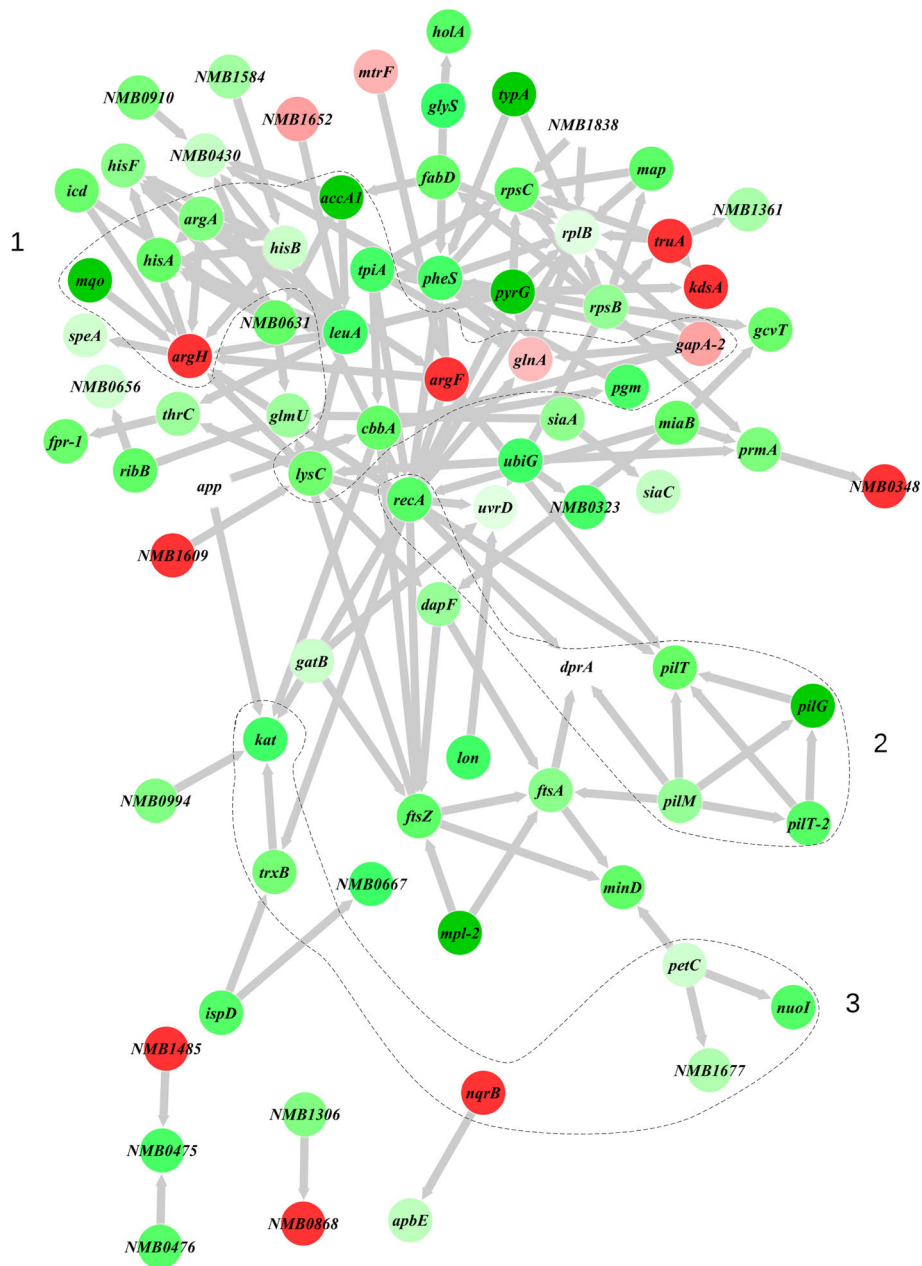 holA
NMB1584
mtrF
NMB0910
glyS
typA
NMB1652
NMB1838
NMB0430
hisF
fabD
map
icd
accA1
rpsC
NMB1361
argA
1
hisB
rplB
truA
hisA
tpiA
pheS
mqo
pyrG
kdsA
rpsB
NMB0631
speA
leuA
gcvT
argH
glnA
gapA-2
argF
NMB0656
pgm
thrC
glmU
siaA
miaB
fpr-1
cbbA
ribB
prmA
ubiG
app
lysC
siaC
NMB0348
recA
NMB0323
uvrD
NMB1609
dapF
gatB
dprA
pilT
pilG
kat
2
lon
NMB0994
ftsA
pilM
ftsZ
pilT-2
trxB
NMB0667
minD
mpl-2
petC
3
ispD
nuoI
NMB1485
NMB1677
nqrB
NMB1306
NMB0475
apbE
NMB0868
NMB0476